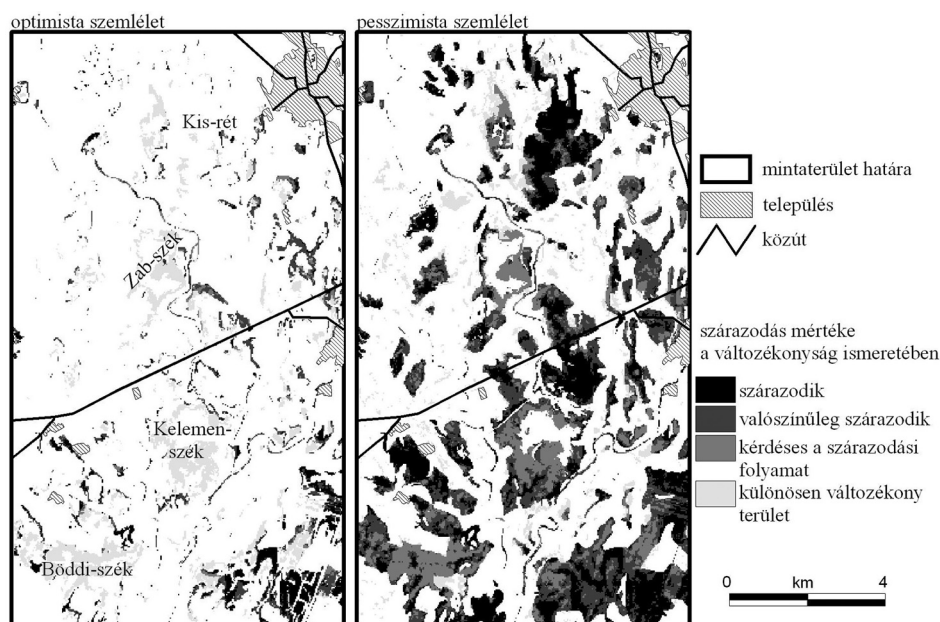 optimista szemlélet
pesszimista szemlélet
Kis-rét
Zab-szék
Kelemen-
szék
Böddi-szék
mintaterület határa
település
közút
szárazodás mértéke
a változékonyság ismeretében
szárazodik
valószínűleg szárazodik
kérdéses a szárazodási
folyamat
különösen változékony
terület
0 km 4